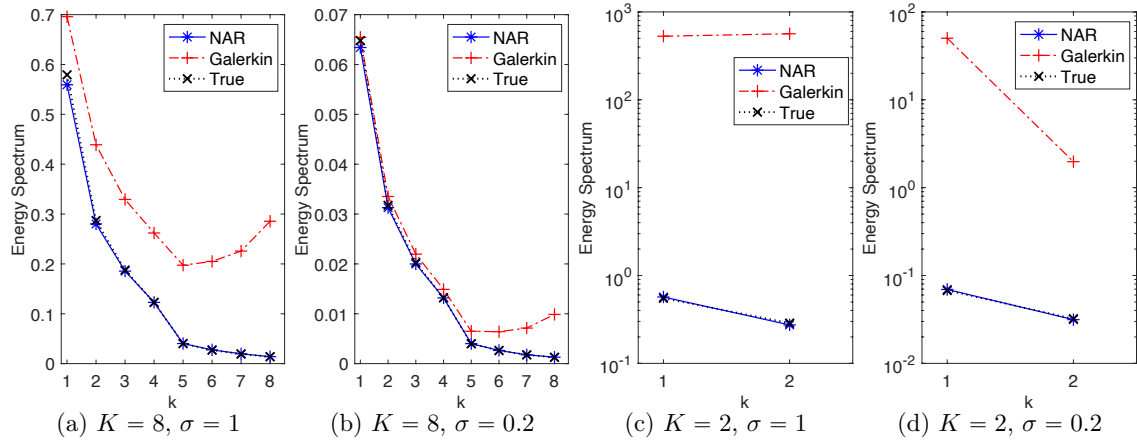 0.7
0.6
0.5
0.4
0.3
0.2
0.1
0
Energy Spectrum
NAR
Galerkin
True
1 2 3 4 5 6 7 8
k
(a) K = 8, σ = 1
0.07
0.06
0.05
0.04
0.03
0.02
0.01
0
Energy Spectrum
NAR
Galerkin
True
1 2 3 4 5 6 7 8
k
(b) K = 8, σ = 0.2
10^3
10^2
10^1
10^0
10^-1
Energy Spectrum
NAR
Galerkin
True
1 2
k
(c) K = 2, σ = 1
10^2
10^1
10^0
10^-1
10^-2
Energy Spectrum
NAR
Galerkin
True
1 2
k
(d) K = 2, σ = 0.2